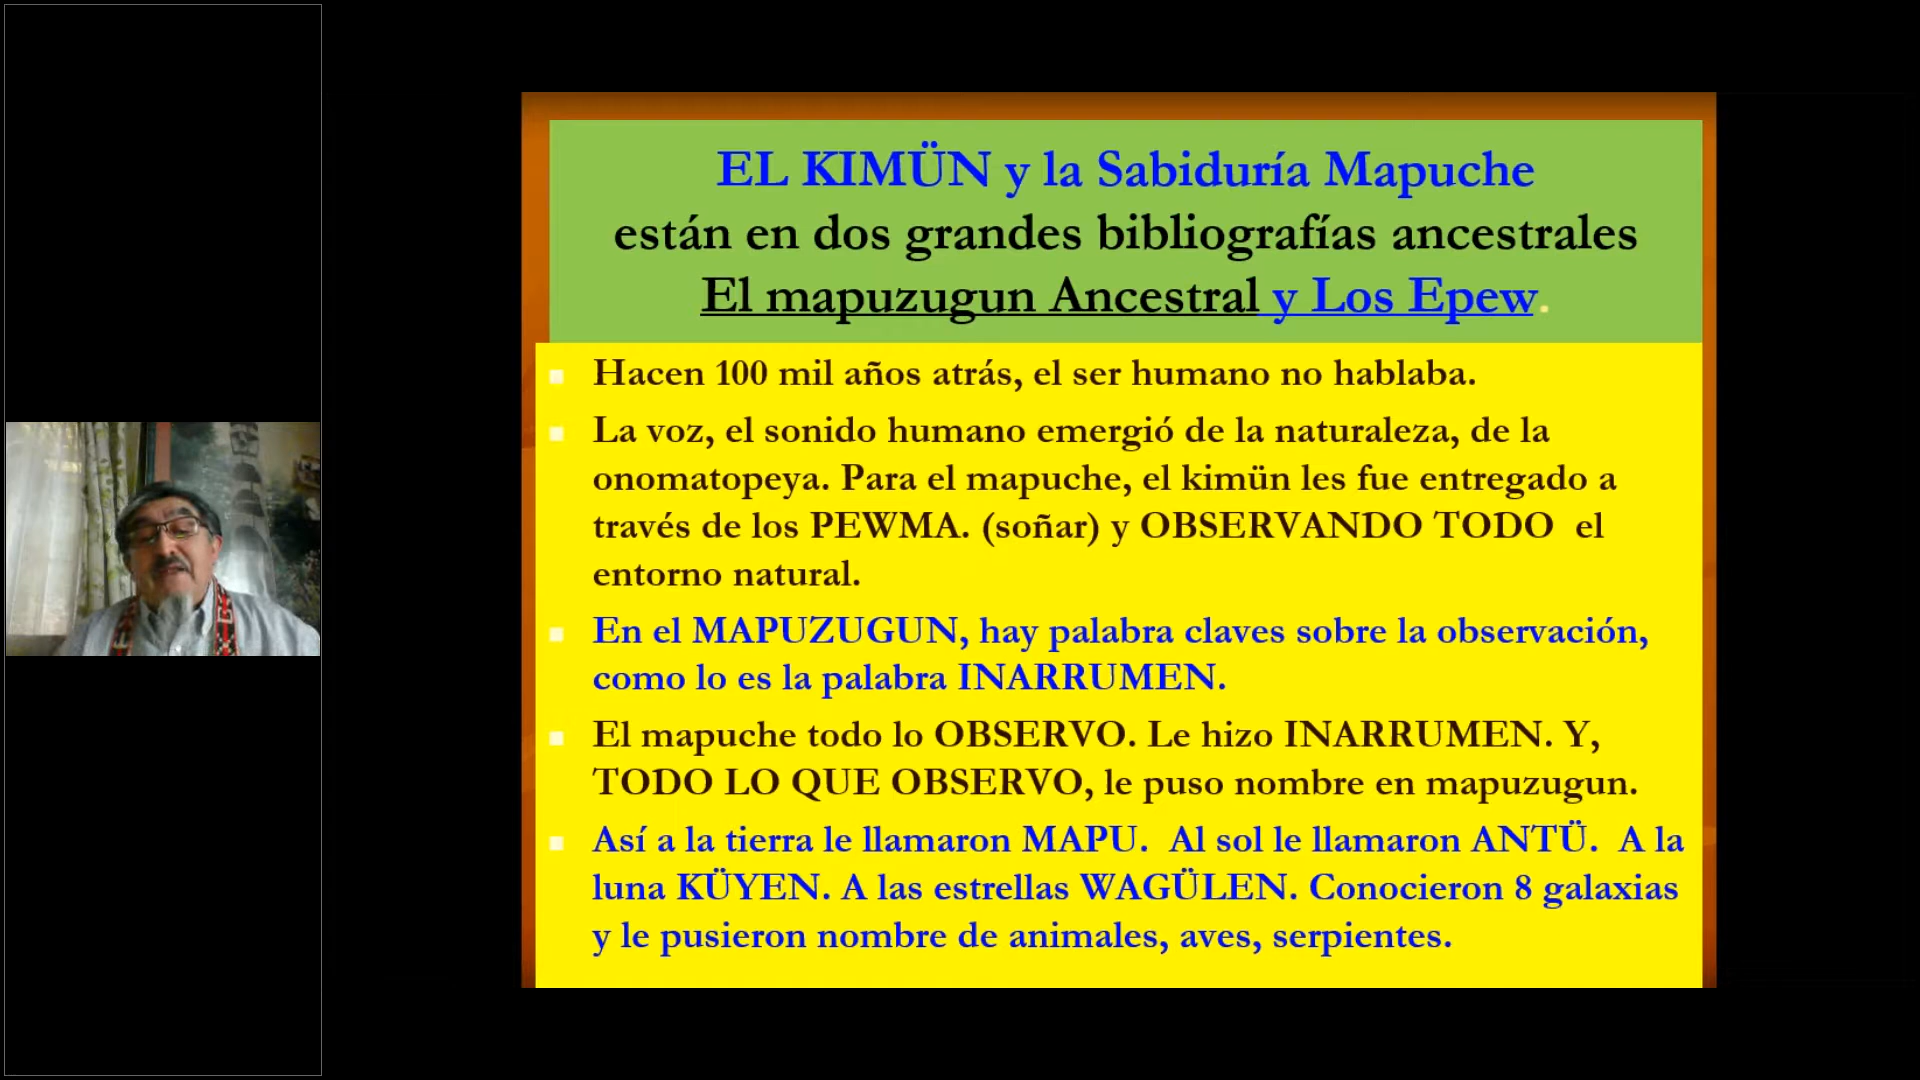 EL KIMÜN y la Sabiduría Mapuche
están en dos grandes bibliografías ancestrales
El mapuzugun Ancestral y Los Epew.
Hacen 100 mil años atrás, el ser humano no hablaba.
La voz, el sonido humano emergió de la naturaleza, de la
onomatopeya. Para el mapuche, el kimün les fue entregado a
través de los PEWMA. (soñar) y OBSERVANDO TODO el
entorno natural.
En el MAPUZUGUN, hay palabra claves sobre la observación,
como lo es la palabra INARRUMEN.
El mapuche todo lo OBSERVO. Le hizo INARRUMEN. Y,
TODO LO QUE OBSERVO, le puso nombre en mapuzugun.
Así a la tierra le llamaron MAPU. Al sol le llamaron ANTÜ. A la
luna KÜYEN. A las estrellas WAGÜLEN. Conocieron 8 galaxias
y le pusieron nombre de animales, aves, serpientes.